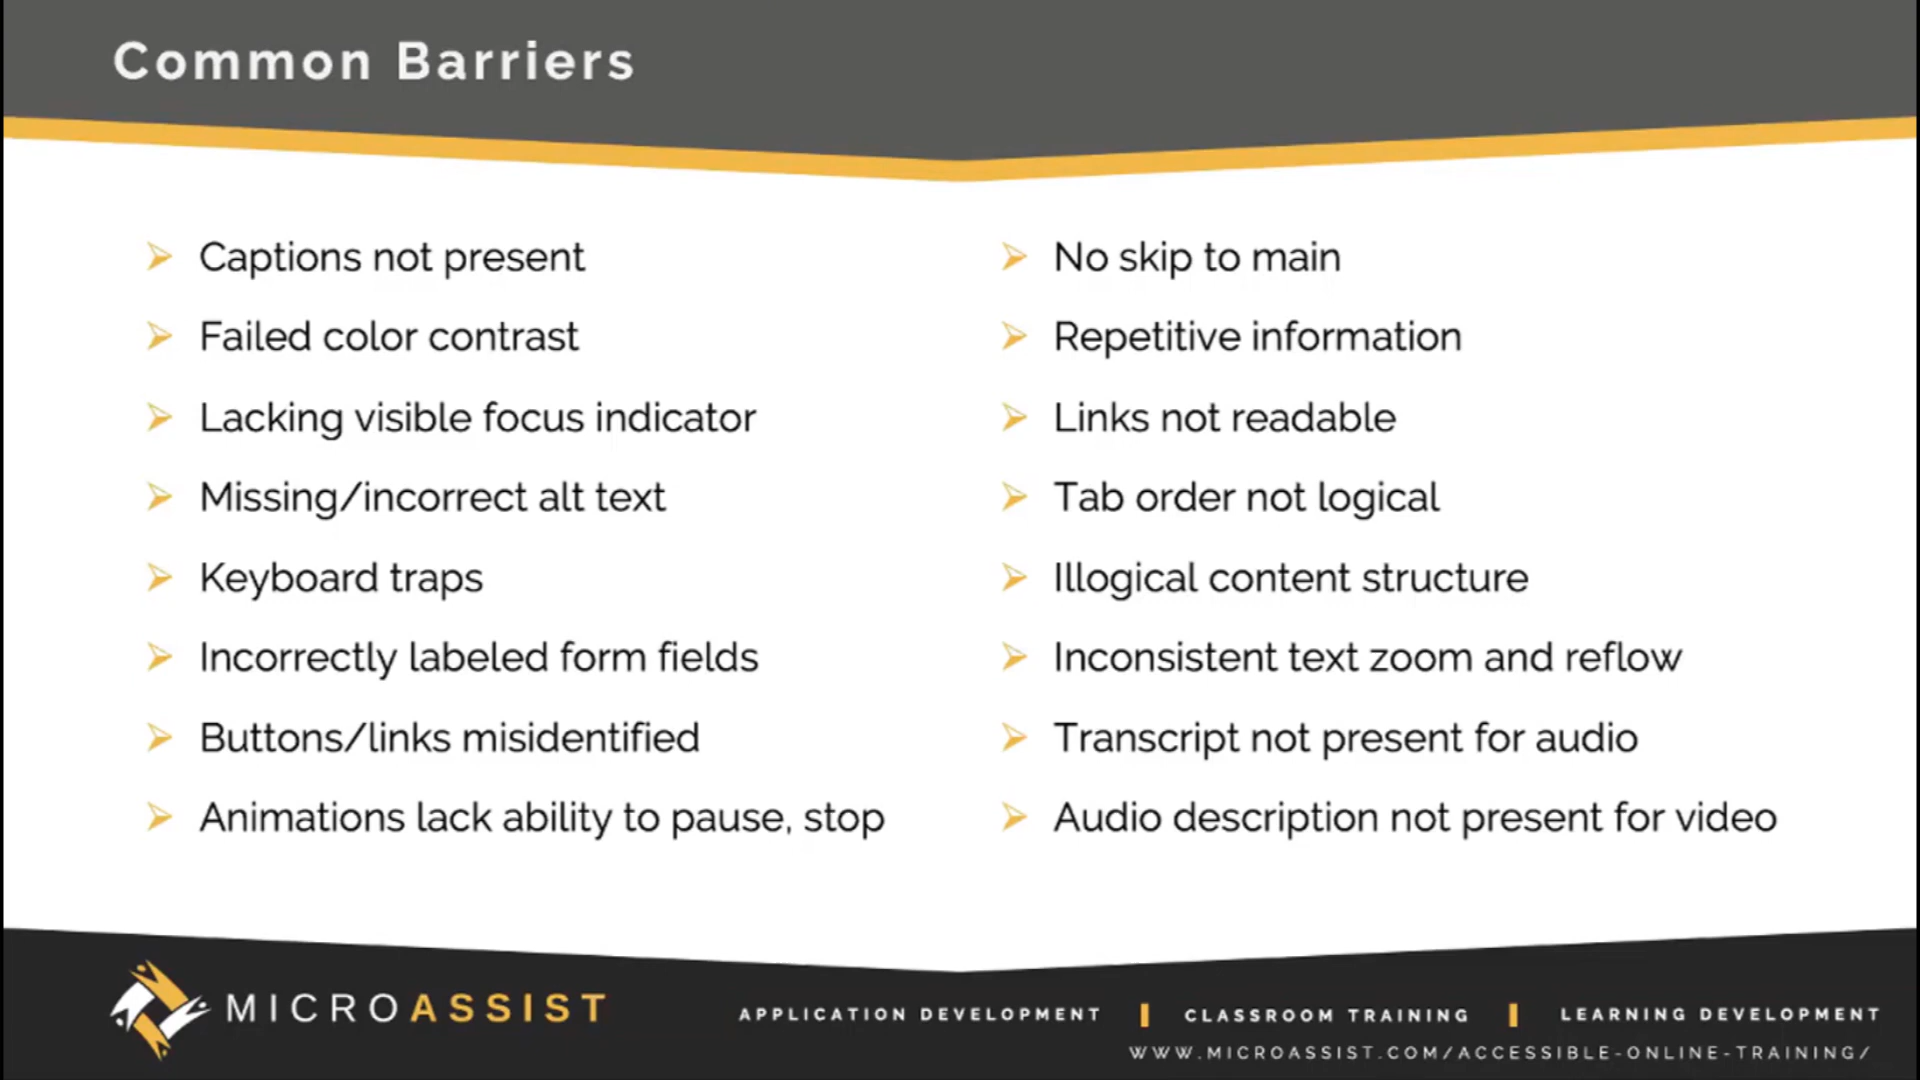 Common Barriers
Captions not present
Failed color contrast
Lacking visible focus indicator
Missing/incorrect alt text
Keyboard traps
Incorrectly labeled form fields
Buttons/links misidentified
Animations lack ability to pause, stop
No skip to main
Repetitive information
Links not readable
Tab order not logical
Illogical content structure
Inconsistent text zoom and reflow
Transcript not present for audio
Audio description not present for video
MICROASSIST
APPLICATION DEVELOPMENT | CLASSROOM TRAINING | LEARNING DEVELOPMENT
WWW.MICROASSIST.COM/ACCESSIBLE-ONLINE-TRAINING/